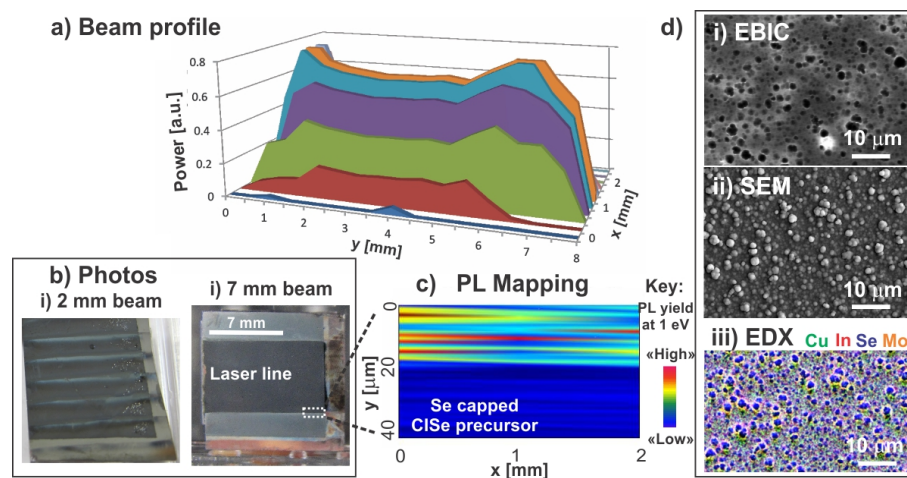 a) Beam profile
Power [a.u.]
0.8
0.6
0.4
0.2
0
0
1
2
3
4
5
6
7
8
y [mm]
0
1
2
x [mm]
b) Photos
i) 2 mm beam
i) 7 mm beam
7 mm
Laser line
c) PL Mapping
Key:
PL yield
at 1 eV
«High»
«Low»
0
20
40
y [μm]
Se capped
CISe precursor
0
1
2
x [mm]
d)
i) EBIC
10 μm
ii) SEM
10 μm
iii) EDX Cu In Se Mo
10 μm